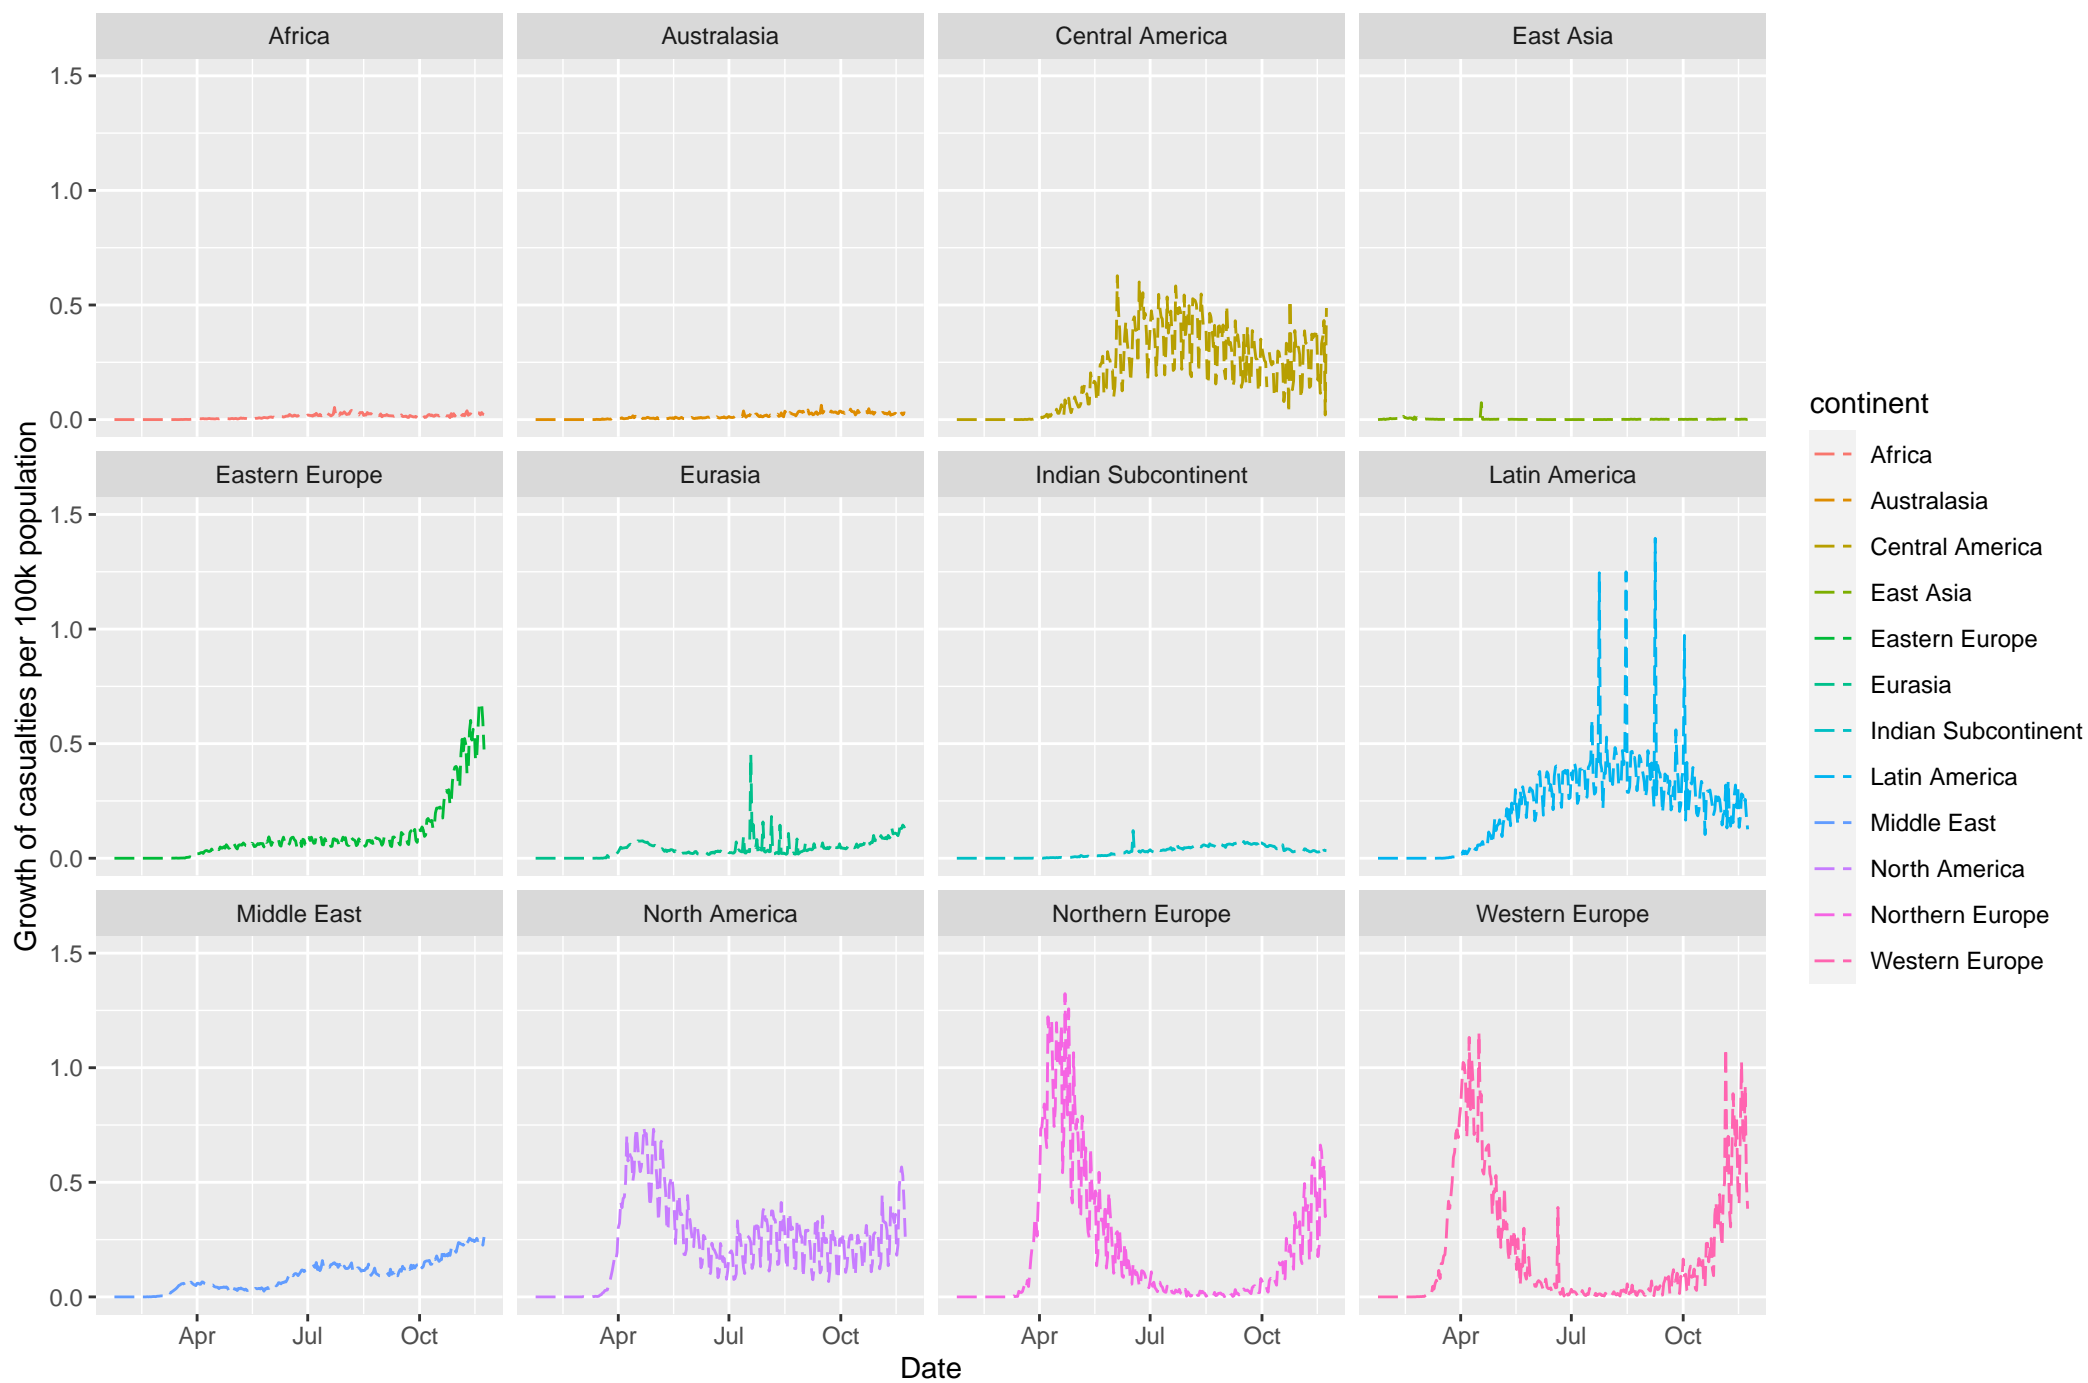 Africa
Australasia
Central America
East Asia
1.5
1.0
0.5
0.0
Eastern Europe
Eurasia
Indian Subcontinent
Latin America
1.5
1.0
0.5
0.0
Middle East
North America
Northern Europe
Western Europe
1.5
1.0
0.5
0.0
Apr Jul Oct
Apr Jul Oct
Apr Jul Oct
Apr Jul Oct
Date
Growth of casualties per 100k population
continent
Africa
Australasia
Central America
East Asia
Eastern Europe
Eurasia
Indian Subcontinent
Latin America
Middle East
North America
Northern Europe
Western Europe